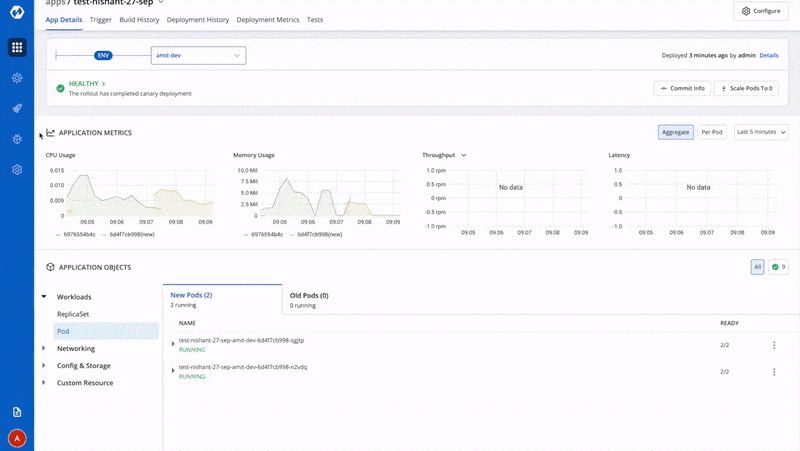 apps / test-nishant-27-sep
Configure
App Details Trigger Build History Deployment History Deployment Metrics Tests
ENV amit-dev
Deployed 3 minutes ago by admin Details
HEALTHY
The rollout has completed canary deployment
Commit Info Scale Pods To 0
APPLICATION METRICS
Aggregate Per Pod Last 5 minutes
CPU Usage
0.015
0.010
0.005
0
09:05 09:06 09:07 09:08 09:09
6976554b4c 6d4f7cb998(new)
Memory Usage
10.0 Mil
7.5 Mil
5.0 Mil
2.5 Mil
0
09:05 09:06 09:07 09:08 09:09
6976554b4c 6d4f7cb998(new)
Throughput
1.0 rpm
0.5 rpm
0 rpm
-0.5 rpm
-1.0 rpm
No data
09:05 09:06 09:07 09:08 09:09
Latency
1.0
0.5
0
-0.5
-1.0
No data
09:05 09:06 09:07 09:08 09:09
APPLICATION OBJECTS
All 9
Workloads
ReplicaSet
Pod
Networking
Config & Storage
Custom Resource
New Pods (2)
2 running
Old Pods (0)
0 running
NAME READY
test-nishant-27-sep-amit-dev-6d4f7cb998-qgjtp 2/2
RUNNING
test-nishant-27-sep-amit-dev-6d4f7cb998-n2vdq 2/2
RUNNING
A